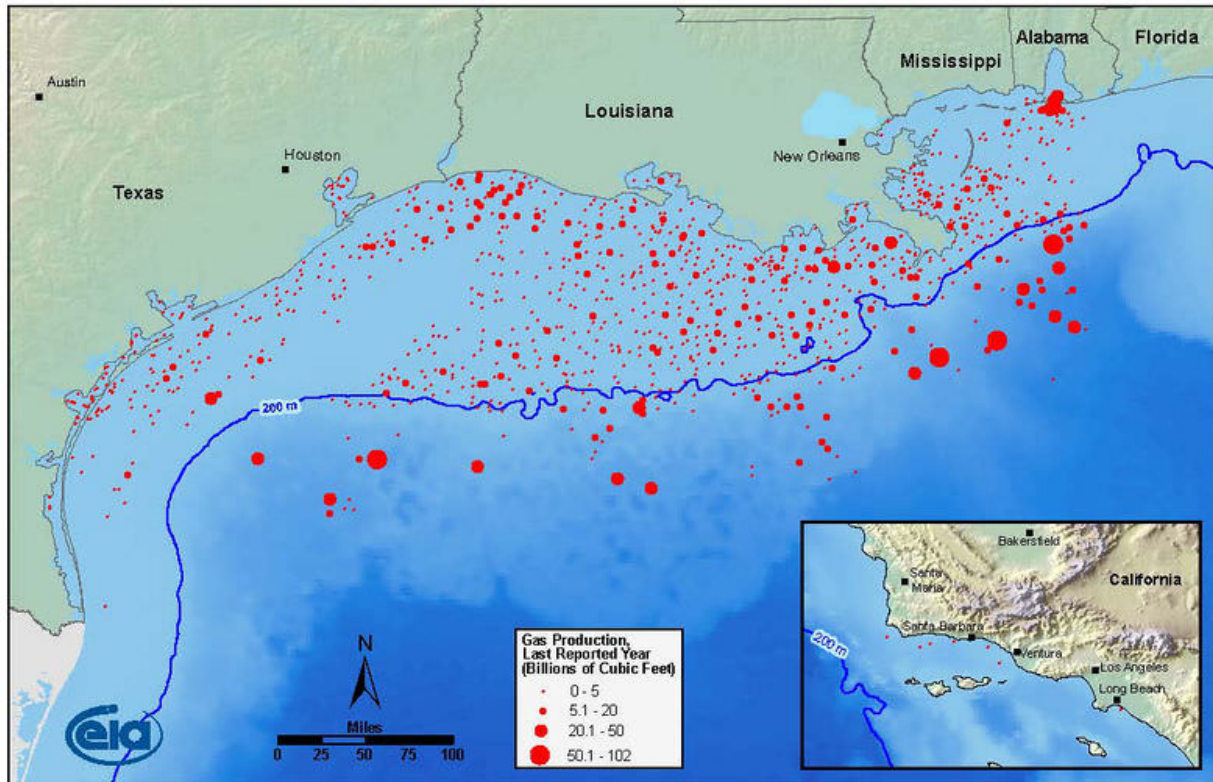 Alabama
Florida
Mississippi
Austin
Louisiana
Houston
New Orleans
Texas
200 m
Bakersfield
Santa
Maria
California
Santa Barbara
Ventura
Los Angeles
Long Beach
200 m
N
Miles
0 25 50 100
Gas Production,
Last Reported Year
(Billions of Cubic Feet)
0 - 5
5.1 - 20
20.1 - 50
50.1 - 102
eia